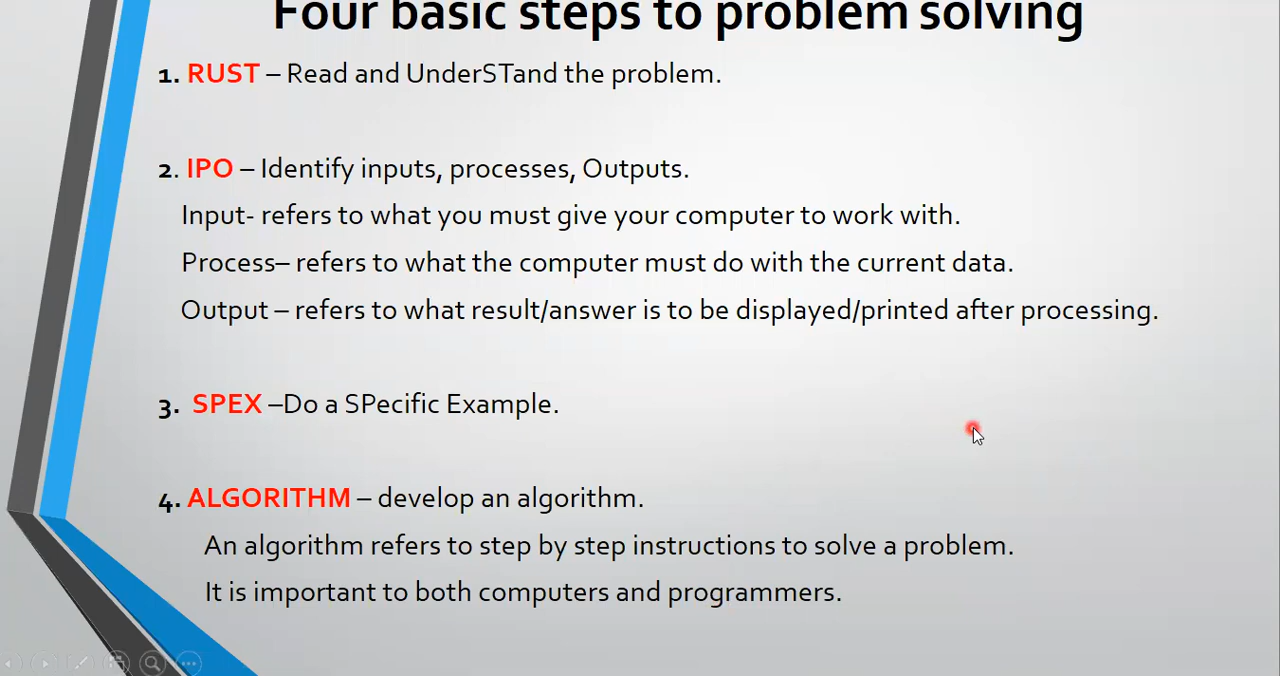 Four basic steps to problem solving
1. RUST – Read and UnderSTand the problem.
2. IPO – Identify inputs, processes, Outputs.
Input- refers to what you must give your computer to work with.
Process– refers to what the computer must do with the current data.
Output – refers to what result/answer is to be displayed/printed after processing.
3. SPEX –Do a SPecific Example.
4. ALGORITHM – develop an algorithm.
An algorithm refers to step by step instructions to solve a problem.
It is important to both computers and programmers.